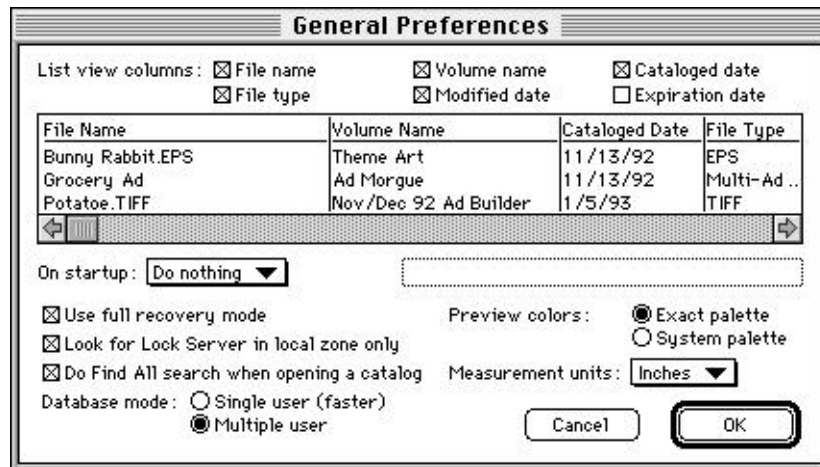 General Preferences
List view columns: File name Volume name Cataloged date
File type Modified date Expiration date
File Name Volume Name Cataloged Date File Type
Bunny Rabbit.EPS Theme Art 11/13/92 EPS
Grocery Ad Ad Morgue 11/13/92 Multi-Ad ..
Potatoe.TIFF Nov/Dec 92 Ad Builder 1/5/93 TIFF
On startup: Do nothing
Use full recovery mode Preview colors: Exact palette
Look for Lock Server in local zone only System palette
Do Find All search when opening a catalog Measurement units: Inches
Database mode: Single user (faster)
Multiple user Cancel OK